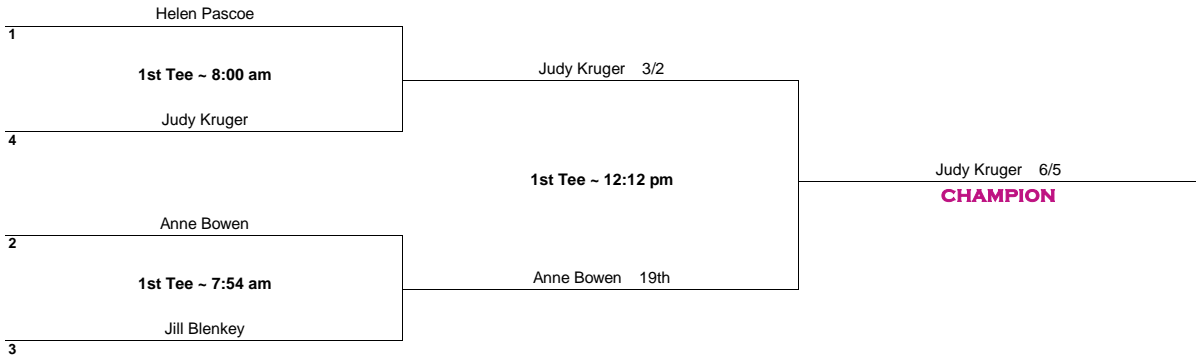 Helen Pascoe
1
1st Tee ~ 8:00 am
Judy Kruger 3/2
Judy Kruger
4
1st Tee ~ 12:12 pm
Judy Kruger 6/5
CHAMPION
Anne Bowen
2
1st Tee ~ 7:54 am
Anne Bowen 19th
Jill Blenkey
3